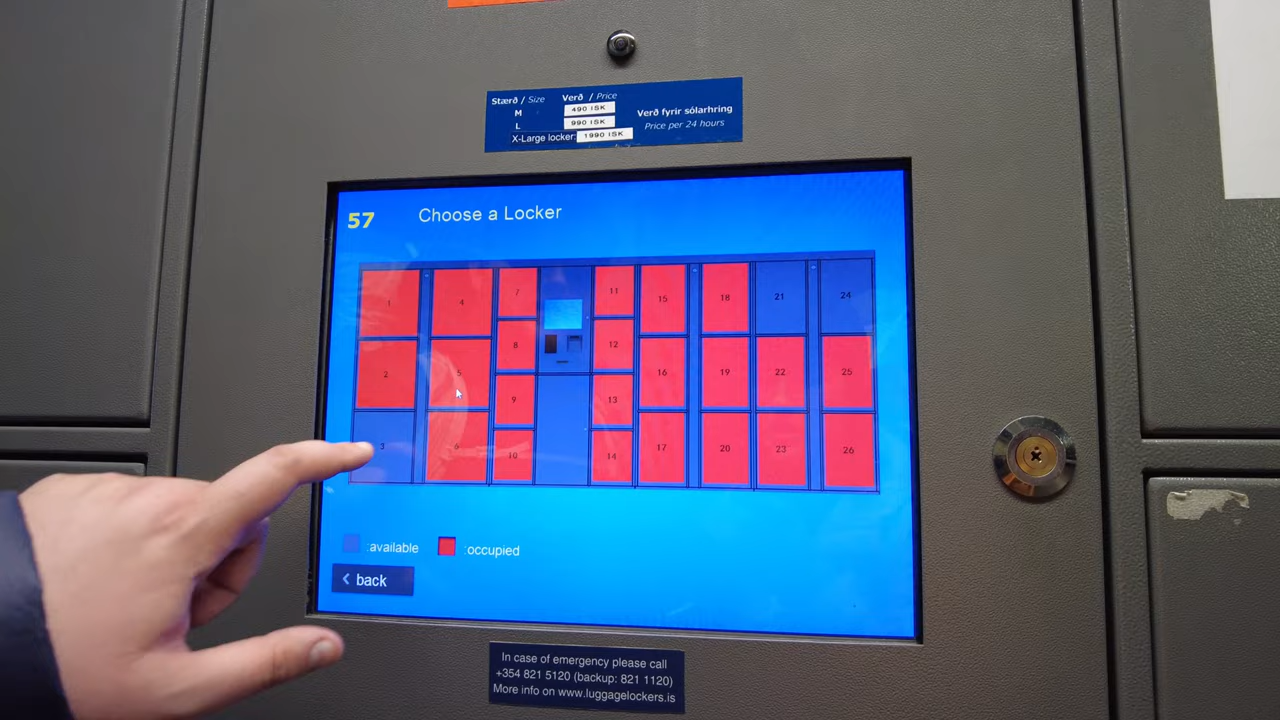 Stærð / Size Verð / Price
M 490 ISK
L 990 ISK
X-Large locker: 1990 ISK
Verð fyrir sólarhring
Price per 24 hours
57 Choose a Locker
1 4 7 11 15 18 21 24
8 12
2 5 16 19 22 25
9 13
3 6 10 14 17 20 23 26
:available :occupied
< back
In case of emergency please call
+354 821 5120 (backup: 821 1120)
More info on www.luggagelockers.is